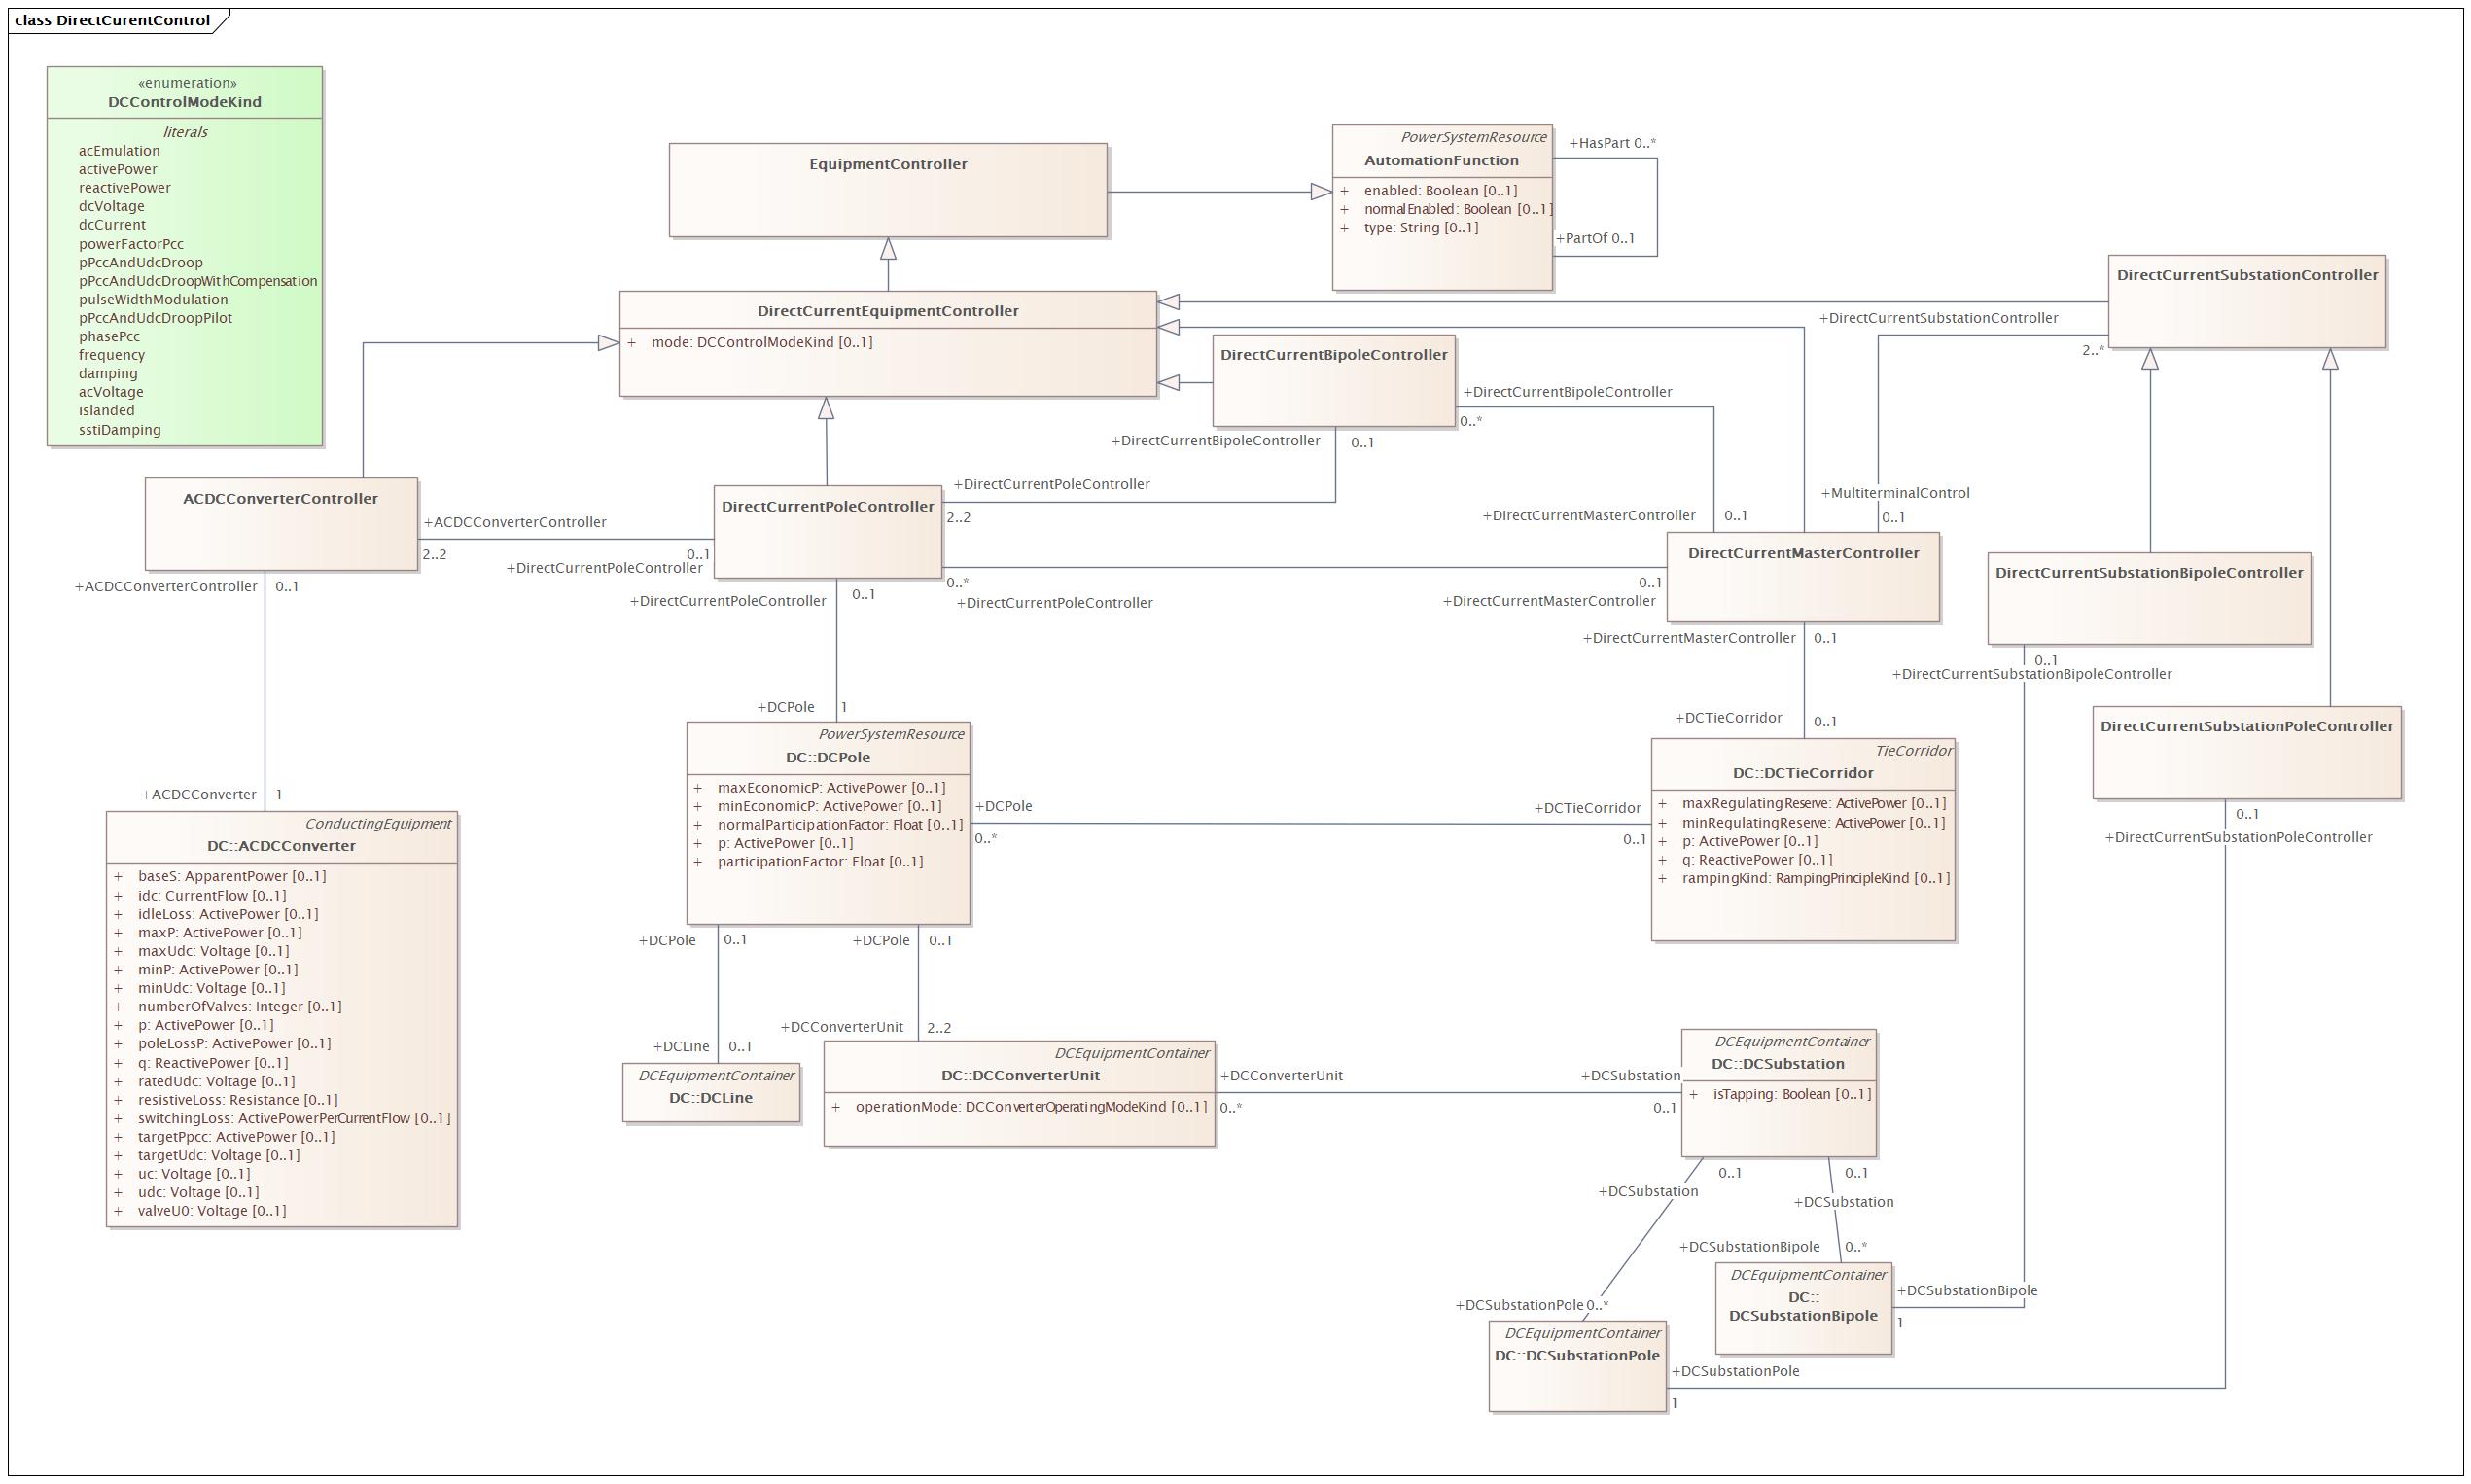 class DirectCurentControl
«enumeration»
DCControlModeKind
literals
acEmulation
activePower
reactivePower
dcVoltage
dcCurrent
powerFactorPcc
pPccAndUdcDroop
pPccAndUdcDroopWithCompensation
pulseWidthModulation
pPccAndUdcDroopPilot
phasePcc
frequency
damping
acVoltage
islanded
sstiDamping
EquipmentController
PowerSystemResource
AutomationFunction
+ enabled: Boolean [0..1]
+ normalEnabled: Boolean [0..1]
+ type: String [0..1]
+HasPart 0..*
+PartOf 0..1
DirectCurrentEquipmentController
+ mode: DCControlModeKind [0..1]
DirectCurrentSubstationController
+DirectCurrentSubstationController
2..*
DirectCurrentBipoleController
+DirectCurrentBipoleController
0..*
+DirectCurrentBipoleController
0..1
ACDCConverterController
+ACDCConverterController
2..2
DirectCurrentPoleController
+DirectCurrentPoleController
2..2
0..1
+DirectCurrentPoleController
+MultiterminalControl
0..1
+DirectCurrentMasterController
0..1
DirectCurrentMasterController
0..*
+DirectCurrentPoleController
0..1
+DirectCurrentMasterController
DirectCurrentSubstationBipoleController
+ACDCConverterController
0..1
+DirectCurrentPoleController
0..1
+DirectCurrentMasterController
0..1
0..1
+DirectCurrentSubstationBipoleController
+DCPole
1
+DCTieCorridor
0..1
DirectCurrentSubstationPoleController
0..1
+DirectCurrentSubstationPoleController
+ACDCConverter
1
PowerSystemResource
DC::DCPole
+ maxEconomicP: ActivePower [0..1]
+ minEconomicP: ActivePower [0..1]
+ normalParticipationFactor: Float [0..1]
+ p: ActivePower [0..1]
+ participationFactor: Float [0..1]
+DCPole
0..*
+DCTieCorridor
0..1
TieCorridor
DC::DCTieCorridor
+ maxRegulatingReserve: ActivePower [0..1]
+ minRegulatingReserve: ActivePower [0..1]
+ p: ActivePower [0..1]
+ q: ReactivePower [0..1]
+ rampingKind: RampingPrincipleKind [0..1]
ConductingEquipment
DC::ACDCConverter
+ baseS: ApparentPower [0..1]
+ idc: CurrentFlow [0..1]
+ idleLoss: ActivePower [0..1]
+ maxP: ActivePower [0..1]
+ maxUdc: Voltage [0..1]
+ minP: ActivePower [0..1]
+ minUdc: Voltage [0..1]
+ numberOfValves: Integer [0..1]
+ p: ActivePower [0..1]
+ poleLossP: ActivePower [0..1]
+ q: ReactivePower [0..1]
+ ratedUdc: Voltage [0..1]
+ resistiveLoss: Resistance [0..1]
+ switchingLoss: ActivePowerPerCurrentFlow [0..1]
+ targetPpcc: ActivePower [0..1]
+ targetUdc: Voltage [0..1]
+ uc: Voltage [0..1]
+ udc: Voltage [0..1]
+ valveU0: Voltage [0..1]
+DCPole
0..1
+DCPole
0..1
+DCLine
0..1
+DCConverterUnit
2..2
DCEquipmentContainer
DC::DCLine
DCEquipmentContainer
DC::DCConverterUnit
+ operationMode: DCConverterOperatingModeKind [0..1]
+DCConverterUnit
0..*
+DCSubstation
0..1
DCEquipmentContainer
DC::DCSubstation
+ isTapping: Boolean [0..1]
0..1
+DCSubstation
0..1
+DCSubstation
+DCSubstationBipole
0..*
+DCSubstationPole
0..*
DCEquipmentContainer
DC::
DCSubstationBipole
+DCSubstationBipole
1
DCEquipmentContainer
DC::DCSubstationPole
+DCSubstationPole
1